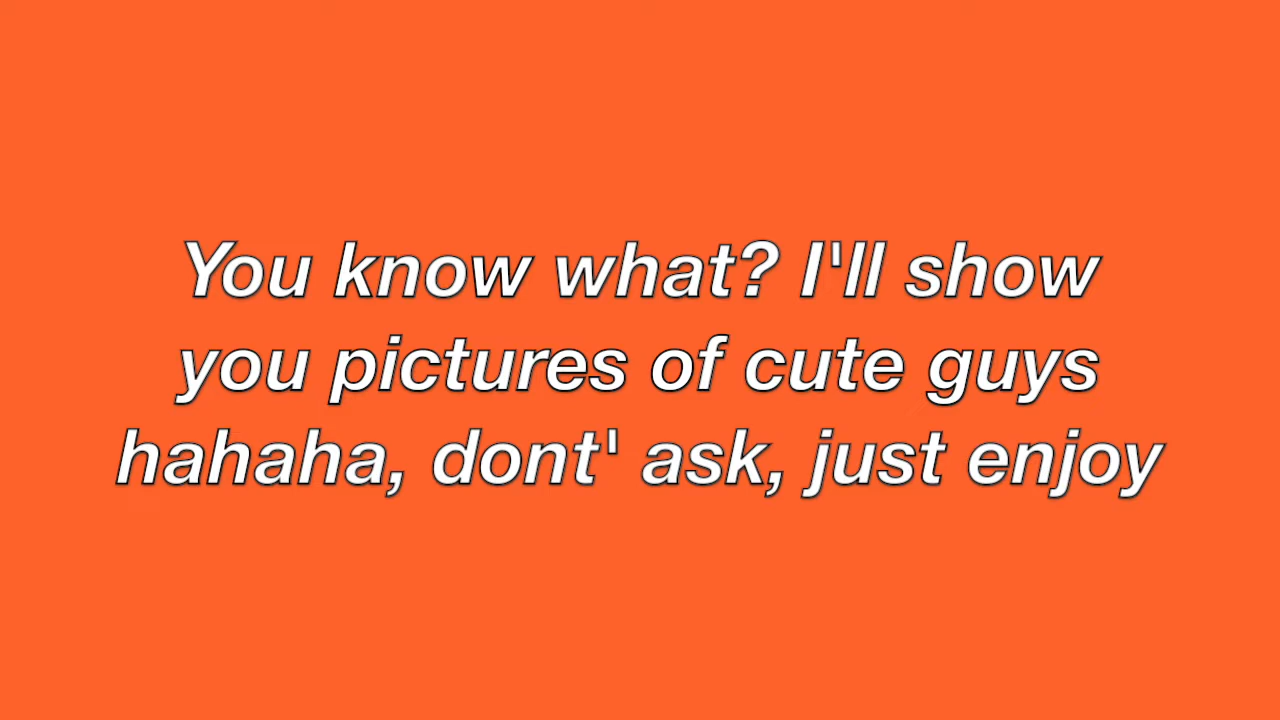 You know what? I'll show
you pictures of cute guys
hahaha, dont' ask, just enjoy